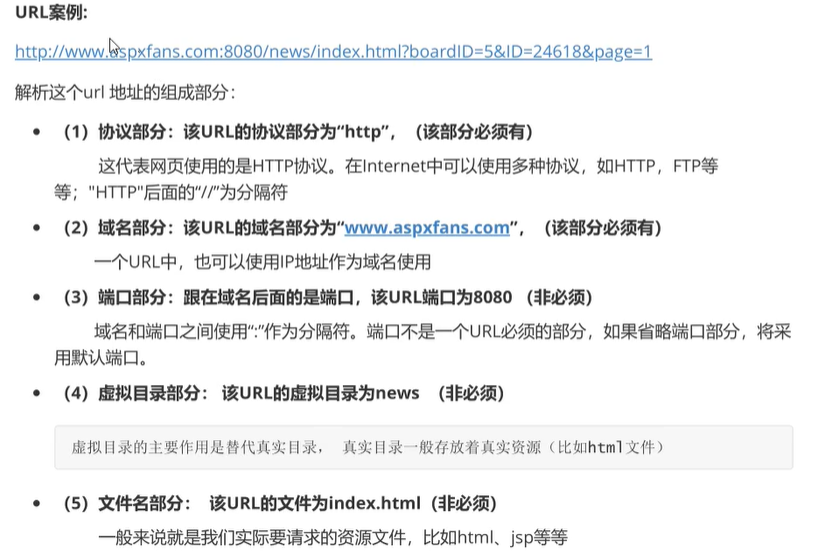 URL案例:
http://www.aspxfans.com:8080/news/index.html?boardID=5&ID=24618&page=1
解析这个url 地址的组成部分：
（1）协议部分：该URL的协议部分为“http”，（该部分必须有）
这代表网页使用的是HTTP协议。在Internet中可以使用多种协议，如HTTP，FTP等
等；"HTTP"后面的“//”为分隔符
（2）域名部分：该URL的域名部分为“www.aspxfans.com”，（该部分必须有）
一个URL中，也可以使用IP地址作为域名使用
（3）端口部分：跟在域名后面的是端口，该URL端口为8080 （非必须）
域名和端口之间使用“:”作为分隔符。端口不是一个URL必须的部分，如果省略端口部分，将采
用默认端口。
（4）虚拟目录部分： 该URL的虚拟目录为news （非必须）
虚拟目录的主要作用是替代真实目录， 真实目录一般存放着真实资源（比如html文件）
（5）文件名部分： 该URL的文件为index.html（非必须）
一般来说就是我们实际要请求的资源文件，比如html、jsp等等